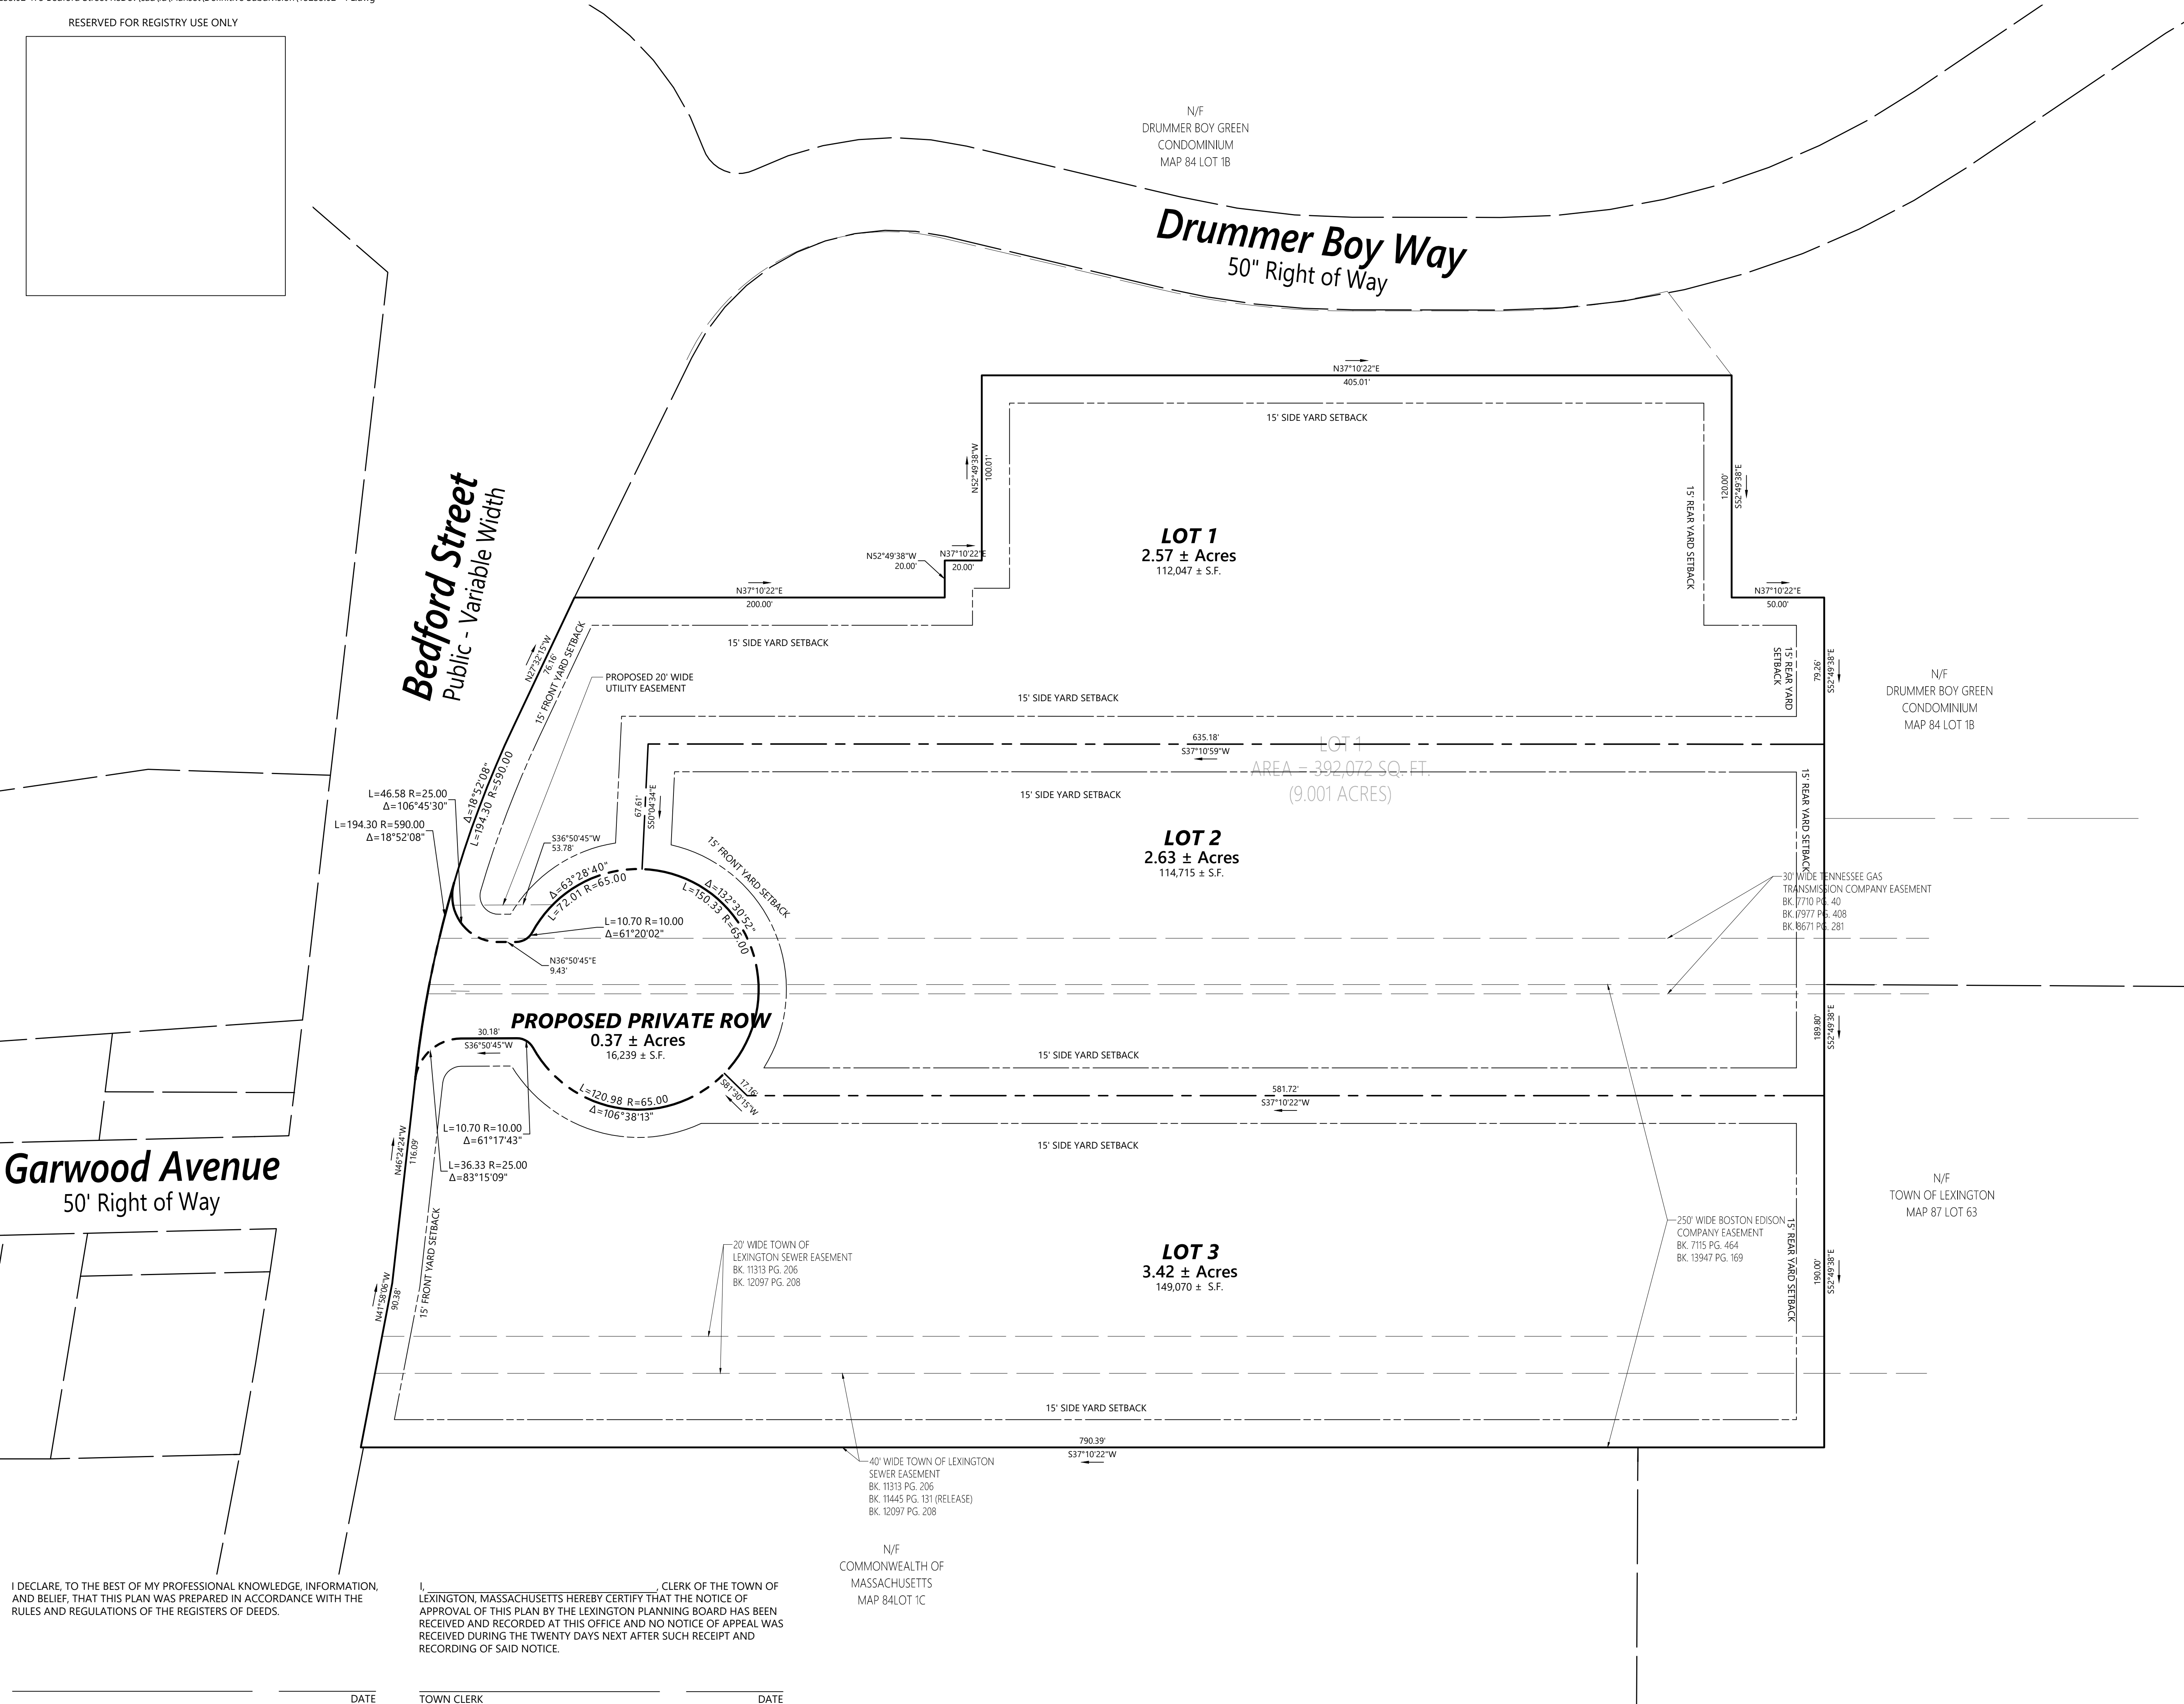 RESERVED FOR REGISTRY USE ONLY
N/F
DRUMMER BOY GREEN
CONDOMINIUM
MAP 84 LOT 1B
Drummer Boy Way
50" Right of Way
N37°10'22"E
405.01'
15' SIDE YARD SETBACK
N52°49'38"W
100.01'
S52°49'38"E
120.00'
15' REAR YARD SETBACK
Bedford Street
Public - Variable Width
LOT 1
2.57 ± Acres
112,047 ± S.F.
N52°49'38"W
20.00'
N37°10'22"E
20.00'
N37°10'22"E
200.00'
N37°10'22"E
50.00'
15' SIDE YARD SETBACK
N27°32'15"W
76.16'
15' FRONT YARD SETBACK
PROPOSED 20' WIDE
UTILITY EASEMENT
15' REAR YARD
SETBACK
79.26'
S52°49'38"E
15' SIDE YARD SETBACK
N/F
DRUMMER BOY GREEN
CONDOMINIUM
MAP 84 LOT 1B
635.18'
S37°10'59"W
LOT 1
AREA = 392,072 SQ. FT.
(9.001 ACRES)
Δ=18°52'08"
L=194.30 R=590.00
L=46.58 R=25.00
Δ=106°45'30"
L=194.30 R=590.00
Δ=18°52'08"
67.61'
S50°04'34"E
15' SIDE YARD SETBACK
15' REAR YARD SETBACK
S36°50'45"W
53.78'
15' FRONT YARD SETBACK
LOT 2
2.63 ± Acres
114,715 ± S.F.
Δ=63°28'40"
L=72.01 R=65.00
Δ=132°30'52"
L=150.33 R=65.00
30' WIDE TENNESSEE GAS
TRANSMISSION COMPANY EASEMENT
BK. 7710 PG. 40
BK. 7977 PG. 408
BK. 8671 PG. 281
L=10.70 R=10.00
Δ=61°20'02"
N36°50'45"E
9.43'
PROPOSED PRIVATE ROW
0.37 ± Acres
16,239 ± S.F.
30.18'
S36°50'45"W
189.80'
S52°49'38"E
15' SIDE YARD SETBACK
17.16'
S81°30'15"W
581.72'
S37°10'22"W
L=120.98 R=65.00
Δ=106°38'13"
L=10.70 R=10.00
Δ=61°17'43"
L=36.33 R=25.00
Δ=83°15'09"
N46°24'24"W
116.09'
15' SIDE YARD SETBACK
Garwood Avenue
50' Right of Way
N/F
TOWN OF LEXINGTON
MAP 87 LOT 63
15' FRONT YARD SETBACK
N41°58'06"W
90.38'
20' WIDE TOWN OF
LEXINGTON SEWER EASEMENT
BK. 11313 PG. 206
BK. 12097 PG. 208
LOT 3
3.42 ± Acres
149,070 ± S.F.
250' WIDE BOSTON EDISON
COMPANY EASEMENT
BK. 7115 PG. 464
BK. 13947 PG. 169
15' REAR YARD SETBACK
190.00'
S52°49'38"E
15' SIDE YARD SETBACK
790.39'
S37°10'22"W
40' WIDE TOWN OF LEXINGTON
SEWER EASEMENT
BK. 11313 PG. 206
BK. 11445 PG. 131 (RELEASE)
BK. 12097 PG. 208
N/F
COMMONWEALTH OF
MASSACHUSETTS
MAP 84LOT 1C
I DECLARE, TO THE BEST OF MY PROFESSIONAL KNOWLEDGE, INFORMATION,
AND BELIEF, THAT THIS PLAN WAS PREPARED IN ACCORDANCE WITH THE
RULES AND REGULATIONS OF THE REGISTERS OF DEEDS.
DATE
I, , CLERK OF THE TOWN OF
LEXINGTON, MASSACHUSETTS HEREBY CERTIFY THAT THE NOTICE OF
APPROVAL OF THIS PLAN BY THE LEXINGTON PLANNING BOARD HAS BEEN
RECEIVED AND RECORDED AT THIS OFFICE AND NO NOTICE OF APPEAL WAS
RECEIVED DURING THE TWENTY DAYS NEXT AFTER SUCH RECEIPT AND
RECORDING OF SAID NOTICE.
TOWN CLERK
DATE